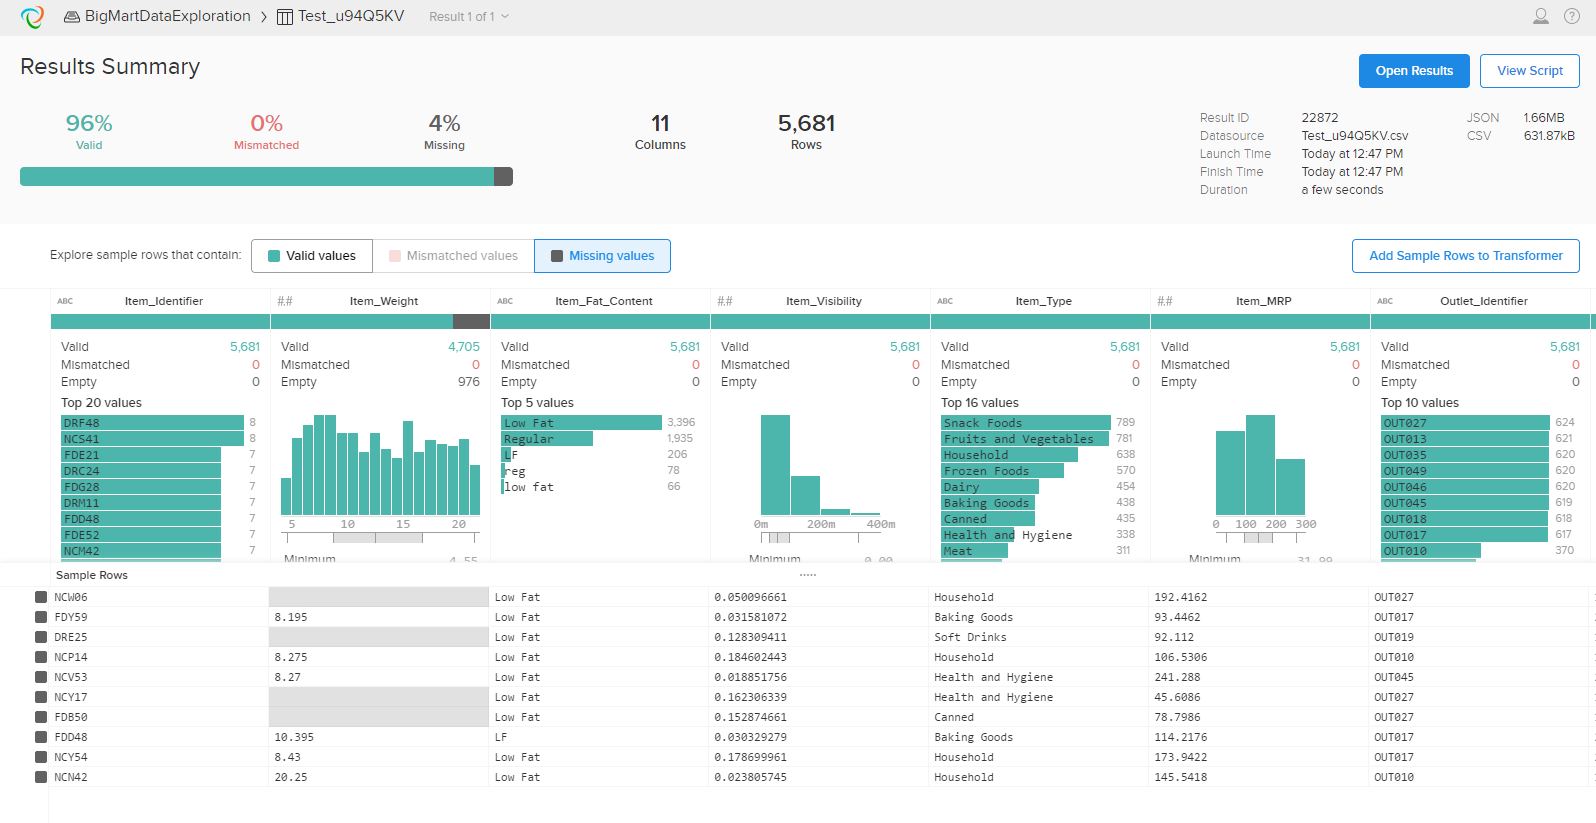 BigMartDataExploration > Test_u94Q5KV Result 1 of 1
Results Summary
Open Results View Script
96% 0% 4% 11 5,681
Valid Mismatched Missing Columns Rows
Result ID 22872 JSON 1.66MB
Datasource Test_u94Q5KV.csv CSV 631.87kB
Launch Time Today at 12:47 PM
Finish Time Today at 12:47 PM
Duration a few seconds
Explore sample rows that contain: Valid values Mismatched values Missing values Add Sample Rows to Transformer
ABC Item_Identifier ##.## Item_Weight ABC Item_Fat_Content ##.## Item_Visibility ABC Item_Type ##.## Item_MRP ABC Outlet_Identifier
Valid 5,681 Valid 4,705 Valid 5,681 Valid 5,681 Valid 5,681 Valid 5,681 Valid 5,681
Mismatched 0 Mismatched 0 Mismatched 0 Mismatched 0 Mismatched 0 Mismatched 0 Mismatched 0
Empty 0 Empty 976 Empty 0 Empty 0 Empty 0 Empty 0 Empty 0
Top 20 values Top 5 values Top 16 values Top 10 values
DRF48 8 Low Fat 3,396 Snack Foods 789 OUT027 624
NCS41 8 Regular 1,935 Fruits and Vegetables 781 OUT013 621
FDE21 7 LF 206 Household 638 OUT035 620
DRC24 7 reg 78 Frozen Foods 570 OUT049 620
FDG28 7 low fat 66 Dairy 454 OUT046 620
DRM11 7 Baking Goods 438 OUT045 619
FDD48 7 Canned 435 OUT018 618
5 10 15 20 0m 200m 400m 0 100 200 300
FDE52 7 Health and Hygiene 338 OUT017 617
NCM42 7 Meat 311 OUT010 370
Minimum 4.55 Minimum 0.00 Minimum 31.99
Sample Rows
NCW06 Low Fat 0.050096661 Household 192.4162 OUT027
FDY59 8.195 Low Fat 0.031581072 Baking Goods 93.4462 OUT017
DRE25 Low Fat 0.128309411 Soft Drinks 92.112 OUT019
NCP14 8.275 Low Fat 0.184602443 Household 106.5306 OUT010
NCV53 8.27 Low Fat 0.018851756 Health and Hygiene 241.288 OUT045
NCY17 Low Fat 0.162306339 Health and Hygiene 45.6086 OUT027
FDB50 Low Fat 0.152874661 Canned 78.7986 OUT027
FDD48 10.395 LF 0.030329279 Baking Goods 114.2176 OUT017
NCY54 8.43 Low Fat 0.178699961 Household 173.9422 OUT017
NCN42 20.25 Low Fat 0.023805745 Household 145.5418 OUT010